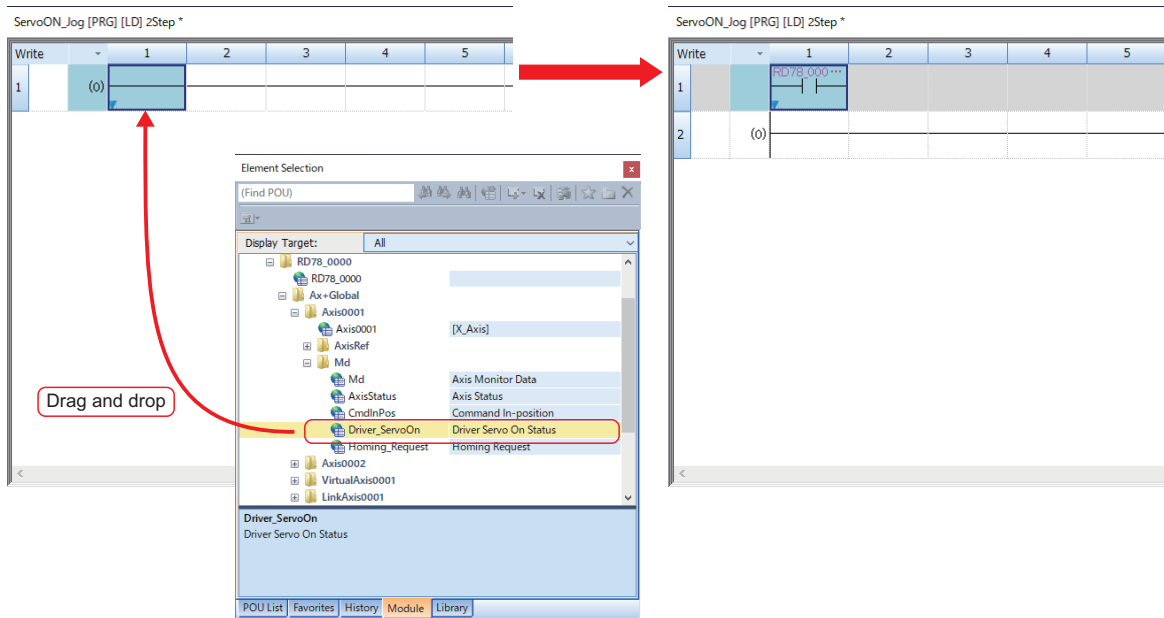 ServoON_Jog [PRG] [LD] 2Step *
Write 1 2 3 4 5
1 (0)
ServoON_Jog [PRG] [LD] 2Step *
Write 1 2 3 4 5
1 RD78_000···
2 (0)
Drag and drop
Element Selection
(Find POU)
Display Target: All
RD78_0000
RD78_0000
Ax+Global
Axis0001
Axis0001 [X_Axis]
AxisRef
Md
Md Axis Monitor Data
AxisStatus Axis Status
CmdInPos Command In-position
Driver_ServoOn Driver Servo On Status
Homing_Request Homing Request
Axis0002
VirtualAxis0001
LinkAxis0001
Driver_ServoOn
Driver Servo On Status
POU List Favorites History Module Library